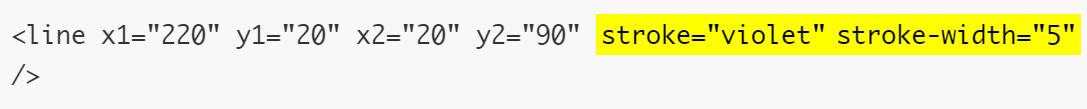 <line x1="220" y1="20" x2="20" y2="90" stroke="violet" stroke-width="5"
/>